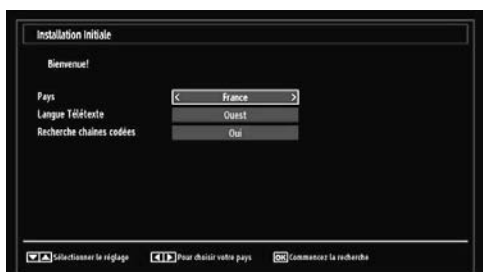 Installation Initiale
Bienvenue!
Pays < France >
Langue Télétexte Ouest
Recherche chaines codées Oui
Sélectionner le réglage Pour choisir votre pays OK Commencez la recherche